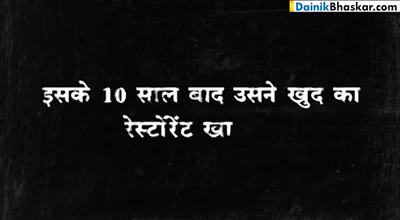 DainikBhaskar.com
इसके 10 साल बाद उसने खुद का
रेस्टोरेंट खा